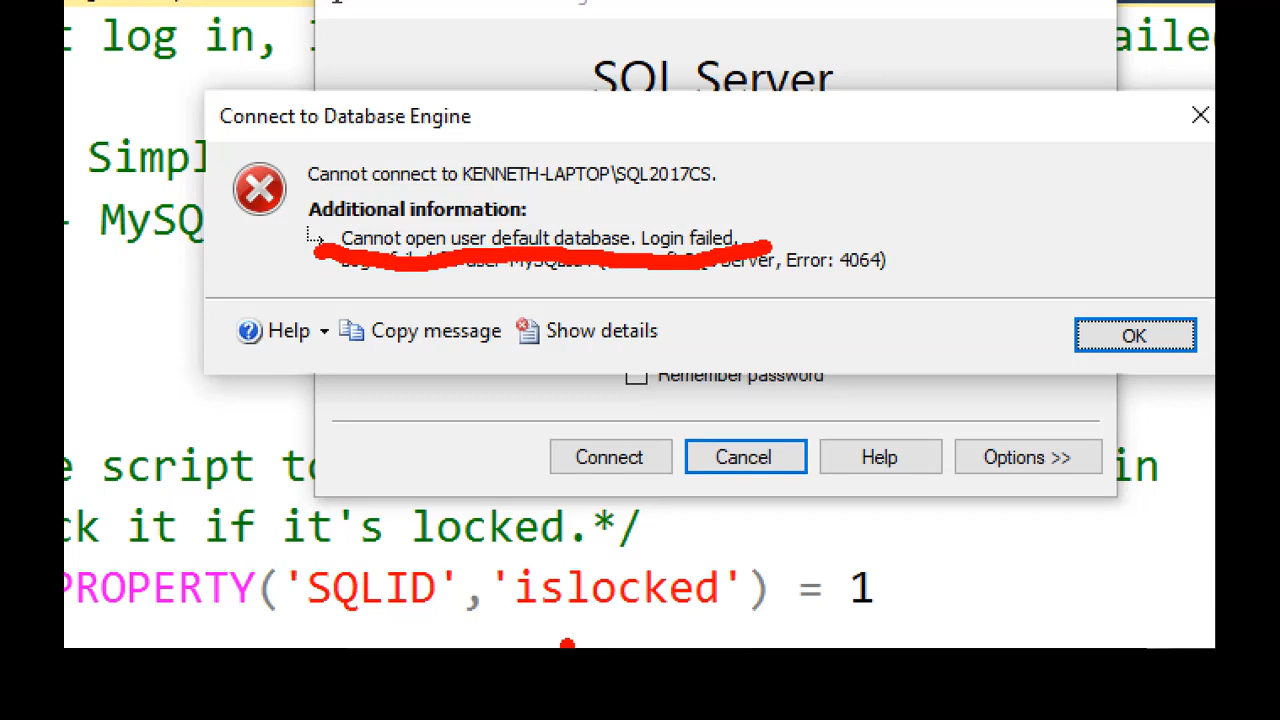 t log in,
ailed
SQL Server
Connect to Database Engine
Simpl
Cannot connect to KENNETH-LAPTOP\SQL2017CS.
Additional information:
MySQ
Cannot open user default database. Login failed.
Server, Error: 4064)
Help
Copy message
Show details
OK
Remember password
Connect
Cancel
Help
Options >>
e script to
in
ck it if it's locked.*/
PROPERTY('SQLID','islocked') = 1